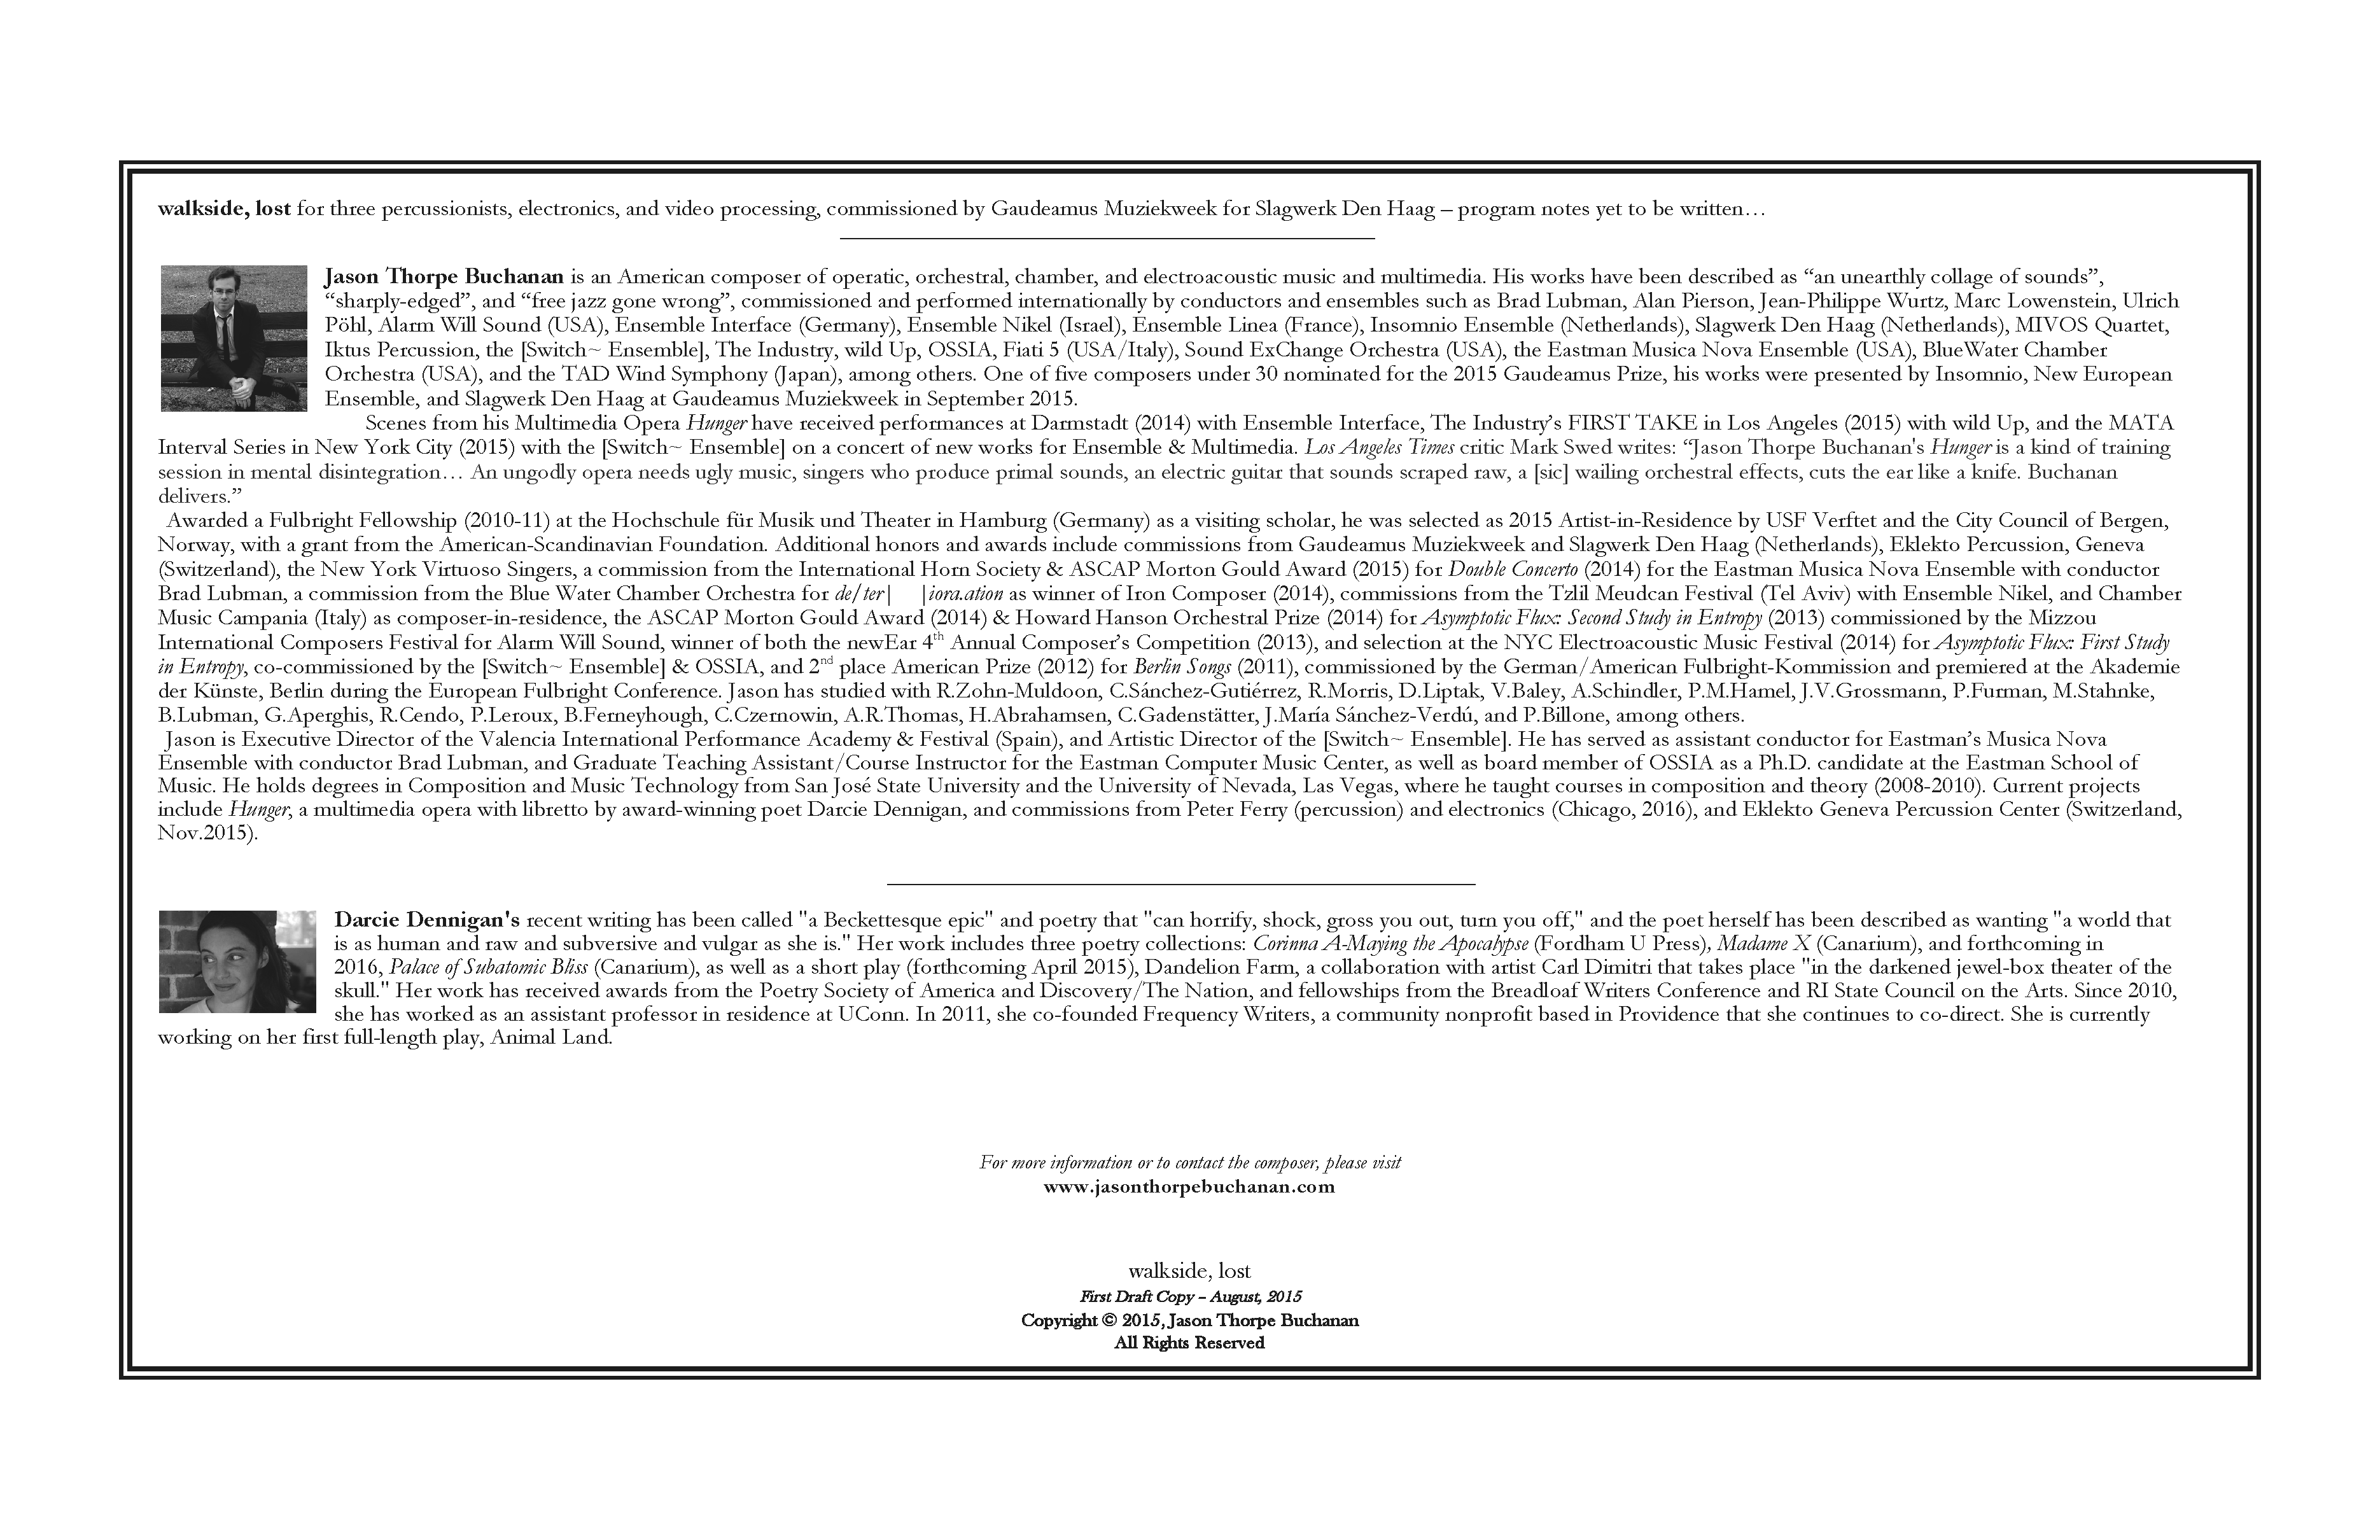 walkside, lost for three percussionists, electronics, and video processing, commissioned by Gaudeamus Muziekweek for Slagwerk Den Haag – program notes yet to be written…
Jason Thorpe Buchanan is an American composer of operatic, orchestral, chamber, and electroacoustic music and multimedia. His works have been described as “an unearthly collage of sounds”,
“sharply-edged”, and “free jazz gone wrong”, commissioned and performed internationally by conductors and ensembles such as Brad Lubman, Alan Pierson, Jean-Philippe Wurtz, Marc Lowenstein, Ulrich
Pöhl, Alarm Will Sound (USA), Ensemble Interface (Germany), Ensemble Nikel (Israel), Ensemble Linea (France), Insomnio Ensemble (Netherlands), Slagwerk Den Haag (Netherlands), MIVOS Quartet,
Iktus Percussion, the [Switch~ Ensemble], The Industry, wild Up, OSSIA, Fiati 5 (USA/Italy), Sound ExChange Orchestra (USA), the Eastman Musica Nova Ensemble (USA), BlueWater Chamber
Orchestra (USA), and the TAD Wind Symphony (Japan), among others. One of five composers under 30 nominated for the 2015 Gaudeamus Prize, his works were presented by Insomnio, New European
Ensemble, and Slagwerk Den Haag at Gaudeamus Muziekweek in September 2015.
Scenes from his Multimedia Opera Hunger have received performances at Darmstadt (2014) with Ensemble Interface, The Industry’s FIRST TAKE in Los Angeles (2015) with wild Up, and the MATA
Interval Series in New York City (2015) with the [Switch~ Ensemble] on a concert of new works for Ensemble & Multimedia. Los Angeles Times critic Mark Swed writes: “Jason Thorpe Buchanan's Hunger is a kind of training
session in mental disintegration… An ungodly opera needs ugly music, singers who produce primal sounds, an electric guitar that sounds scraped raw, a [sic] wailing orchestral effects, cuts the ear like a knife. Buchanan
delivers.”
Awarded a Fulbright Fellowship (2010-11) at the Hochschule für Musik und Theater in Hamburg (Germany) as a visiting scholar, he was selected as 2015 Artist-in-Residence by USF Verftet and the City Council of Bergen,
Norway, with a grant from the American-Scandinavian Foundation. Additional honors and awards include commissions from Gaudeamus Muziekweek and Slagwerk Den Haag (Netherlands), Eklekto Percussion, Geneva
(Switzerland), the New York Virtuoso Singers, a commission from the International Horn Society & ASCAP Morton Gould Award (2015) for Double Concerto (2014) for the Eastman Musica Nova Ensemble with conductor
Brad Lubman, a commission from the Blue Water Chamber Orchestra for de/ter|    |iora.ation as winner of Iron Composer (2014), commissions from the Tzlil Meudcan Festival (Tel Aviv) with Ensemble Nikel, and Chamber
Music Campania (Italy) as composer-in-residence, the ASCAP Morton Gould Award (2014) & Howard Hanson Orchestral Prize (2014) for Asymptotic Flux: Second Study in Entropy (2013) commissioned by the Mizzou
International Composers Festival for Alarm Will Sound, winner of both the newEar 4th Annual Composer’s Competition (2013), and selection at the NYC Electroacoustic Music Festival (2014) for Asymptotic Flux: First Study
in Entropy, co-commissioned by the [Switch~ Ensemble] & OSSIA, and 2nd place American Prize (2012) for Berlin Songs (2011), commissioned by the German/American Fulbright-Kommission and premiered at the Akademie
der Künste, Berlin during the European Fulbright Conference. Jason has studied with R.Zohn-Muldoon, C.Sánchez-Gutiérrez, R.Morris, D.Liptak, V.Baley, A.Schindler, P.M.Hamel, J.V.Grossmann, P.Furman, M.Stahnke,
B.Lubman, G.Aperghis, R.Cendo, P.Leroux, B.Ferneyhough, C.Czernowin, A.R.Thomas, H.Abrahamsen, C.Gadenstätter, J.María Sánchez-Verdú, and P.Billone, among others.
Jason is Executive Director of the Valencia International Performance Academy & Festival (Spain), and Artistic Director of the [Switch~ Ensemble]. He has served as assistant conductor for Eastman’s Musica Nova
Ensemble with conductor Brad Lubman, and Graduate Teaching Assistant/Course Instructor for the Eastman Computer Music Center, as well as board member of OSSIA as a Ph.D. candidate at the Eastman School of
Music. He holds degrees in Composition and Music Technology from San José State University and the University of Nevada, Las Vegas, where he taught courses in composition and theory (2008-2010). Current projects
include Hunger, a multimedia opera with libretto by award-winning poet Darcie Dennigan, and commissions from Peter Ferry (percussion) and electronics (Chicago, 2016), and Eklekto Geneva Percussion Center (Switzerland,
Nov.2015).
Darcie Dennigan's recent writing has been called "a Beckettesque epic" and poetry that "can horrify, shock, gross you out, turn you off," and the poet herself has been described as wanting "a world that
is as human and raw and subversive and vulgar as she is." Her work includes three poetry collections: Corinna A-Maying the Apocalypse (Fordham U Press), Madame X (Canarium), and forthcoming in
2016, Palace of Subatomic Bliss (Canarium), as well as a short play (forthcoming April 2015), Dandelion Farm, a collaboration with artist Carl Dimitri that takes place "in the darkened jewel-box theater of the
skull." Her work has received awards from the Poetry Society of America and Discovery/The Nation, and fellowships from the Breadloaf Writers Conference and RI State Council on the Arts. Since 2010,
she has worked as an assistant professor in residence at UConn. In 2011, she co-founded Frequency Writers, a community nonprofit based in Providence that she continues to co-direct. She is currently
working on her first full-length play, Animal Land.
For more information or to contact the composer, please visit
www.jasonthorpebuchanan.com
walkside, lost
First Draft Copy – August, 2015
Copyright © 2015, Jason Thorpe Buchanan
All Rights Reserved